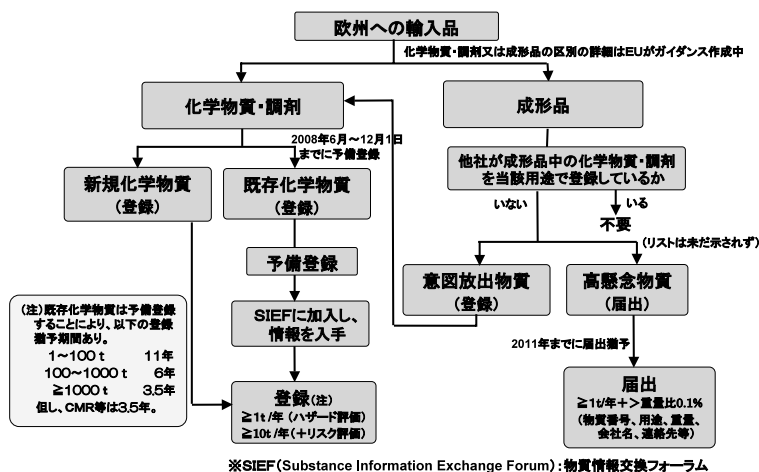 欧州への輸入品
化学物質・調剤又は成形品の区別の詳細はEUがガイダンス作成中
化学物質・調剤
成形品
2008年6月～12月1日
までに予備登録
他社が成形品中の化学物質・調剤
を当該用途で登録しているか
新規化学物質
(登録)
既存化学物質
(登録)
いない
いる
不要
(リストは未だ示されず)
予備登録
意図放出物質
(登録)
高懸念物質
(届出)
(注)既存化学物質は予備登録
することにより、以下の登録
猶予期間あり。
1～100t 11年
100～1000t 6年
≧1000t 3.5年
但し、CMR等は3.5年。
SIEFに加入し、
情報を入手
2011年までに届出猶予
登録(注)
≧1t/年(ハザード評価)
≧10t/年(+リスク評価)
届出
≧1t/年+>重量比0.1%
(物質番号、用途、重量、
会社名、連絡先等)
※SIEF(Substance Information Exchange Forum):物質情報交換フォーラム